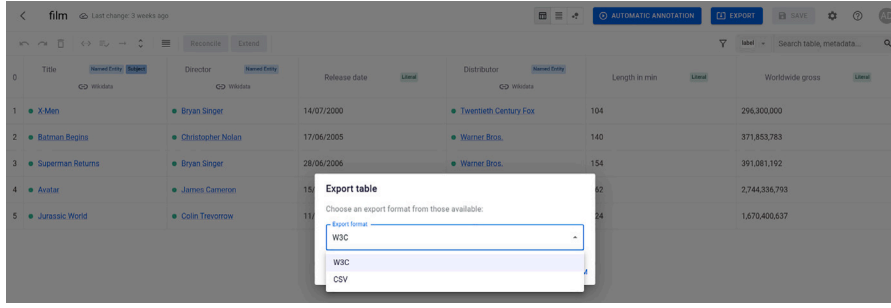 film Last change: 3 weeks ago AUTOMATIC ANNOTATION EXPORT SAVE
Reconcile Extend label Search table, metadata...
0 Title Named Entity Subject Director Named Entity Release date Literal Distributor Named Entity Length in min Literal Worldwide gross Literal
Wikidata Wikidata Wikidata
1 X-Men Bryan Singer 14/07/2000 Twentieth Century Fox 104 296,300,000
2 Batman Begins Christopher Nolan 17/06/2005 Warner Bros. 140 371,853,783
3 Superman Returns Bryan Singer 28/06/2006 Warner Bros. 154 391,081,192
4 Avatar James Cameron 15/ 62 2,744,336,793
5 Jurassic World Colin Trevorrow 11/ 24 1,670,400,637
Export table
Choose an export format from those available:
Export format
W3C
W3C
CSV